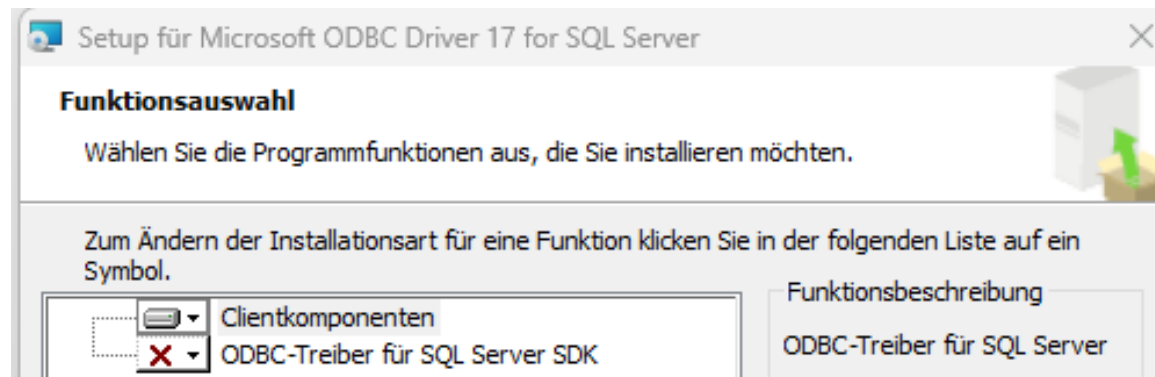 Setup für Microsoft ODBC Driver 17 for SQL Server
Funktionsauswahl
Wählen Sie die Programmfunktionen aus, die Sie installieren möchten.
Zum Ändern der Installationsart für eine Funktion klicken Sie in der folgenden Liste auf ein
Symbol.
Clientkomponenten
ODBC-Treiber für SQL Server SDK
Funktionsbeschreibung
ODBC-Treiber für SQL Server